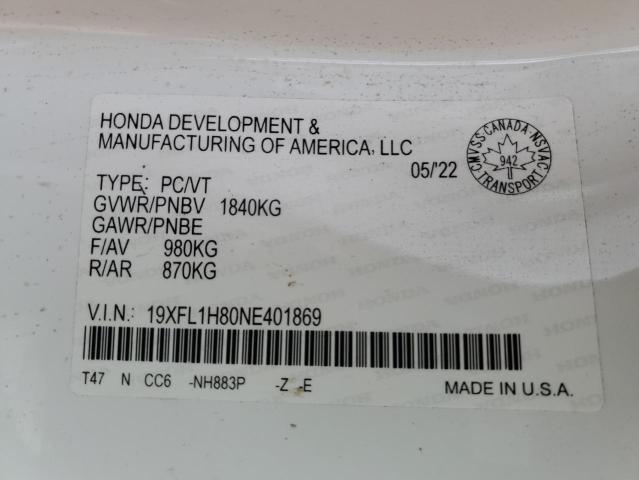 HONDA DEVELOPMENT &
MANUFACTURING OF AMERICA, LLC
05/'22
CMVSS·CANADA·NSVAC
942
TRANSPORT
TYPE: PC/VT
GVWR/PNBV 1840KG
GAWR/PNBE
F/AV 980KG
R/AR 870KG
V.I.N.: 19XFL1H80NE401869
T47 N CC6 -NH883P -Z -E
MADE IN U.S.A.